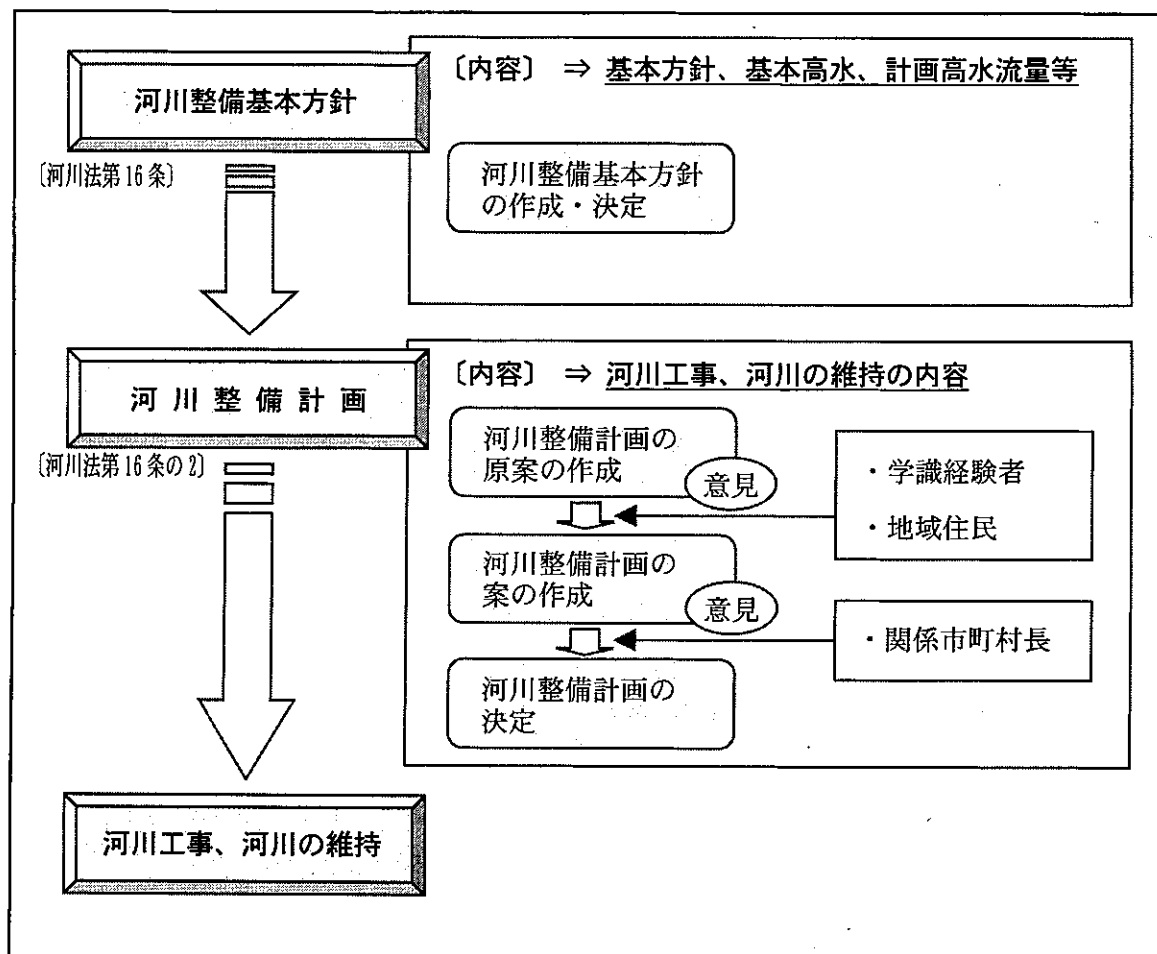 河川整備基本方針
〔河川法第16条〕
〔内容〕 ⇒ 基本方針、基本高水、計画高水流量等
河川整備基本方針
の作成・決定
河川整備計画
〔河川法第16条の2〕
〔内容〕 ⇒ 河川工事、河川の維持の内容
河川整備計画の
原案の作成
意見
・学識経験者
・地域住民
河川整備計画の
案の作成
意見
・関係市町村長
河川整備計画の
決定
河川工事、河川の維持